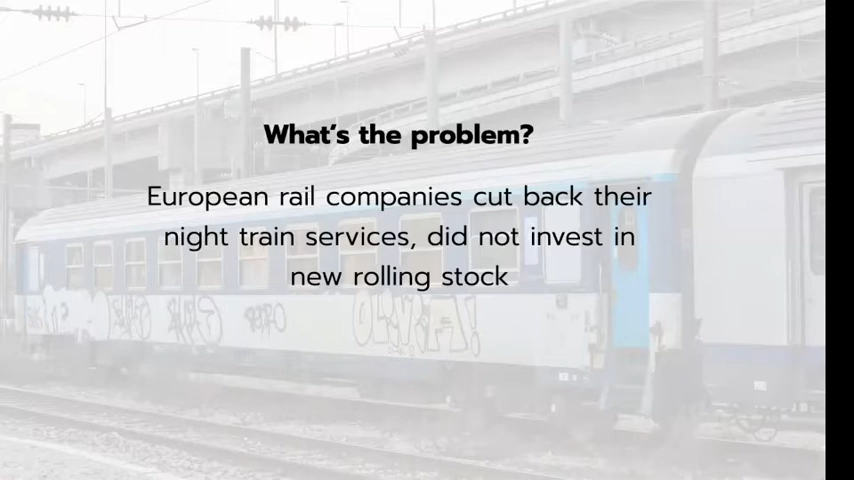 What's the problem?
European rail companies cut back their
night train services, did not invest in
new rolling stock